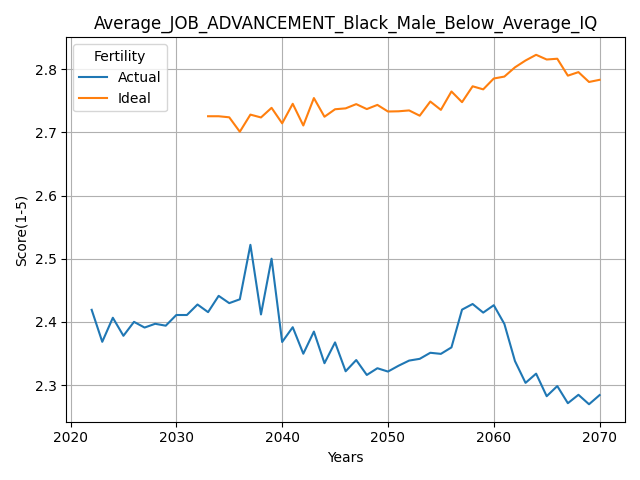 Average_JOB_ADVANCEMENT_Black_Male_Below_Average_IQ
Fertility
Actual
Ideal
2.8
2.7
2.6
2.5
2.4
2.3
Score(1-5)
2020 2030 2040 2050 2060 2070
Years